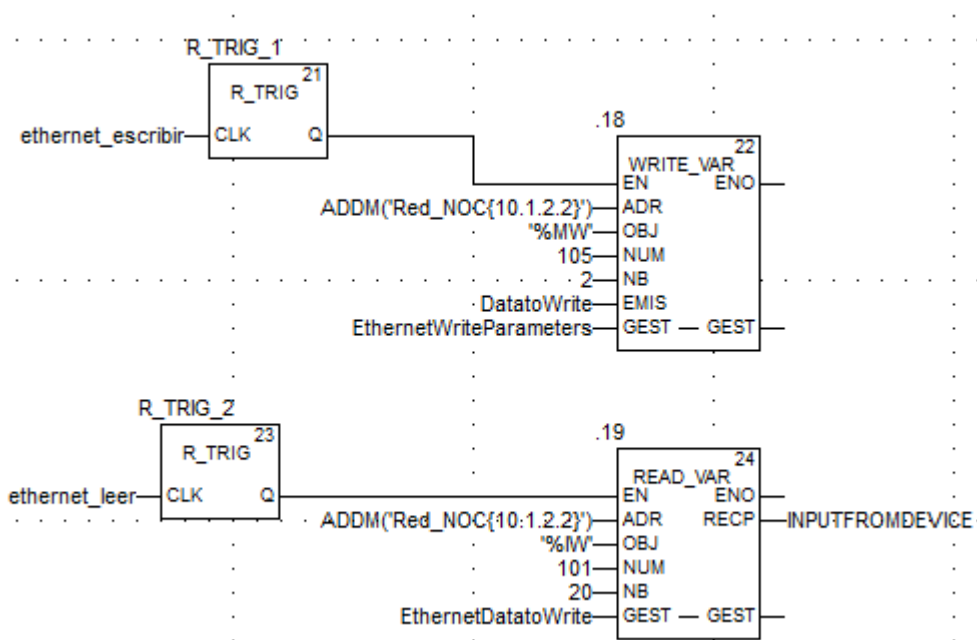 R_TRIG_1
21
R_TRIG
ethernet_escribir CLK Q
.18
22
WRITE_VAR
EN ENO
ADDM('Red_NOC{10.1.2.2}') ADR
'%MW' OBJ
105 NUM
2 NB
DatatoWrite EMIS
EthernetWriteParameters GEST — GEST
R_TRIG_2
23
R_TRIG
ethernet_leer CLK Q
.19
24
READ_VAR
EN ENO
ADDM('Red_NOC{10.1.2.2}') ADR RECP INPUTFROMDEVICE
'%IW' OBJ
101 NUM
20 NB
EthernetDatatoWrite GEST — GEST